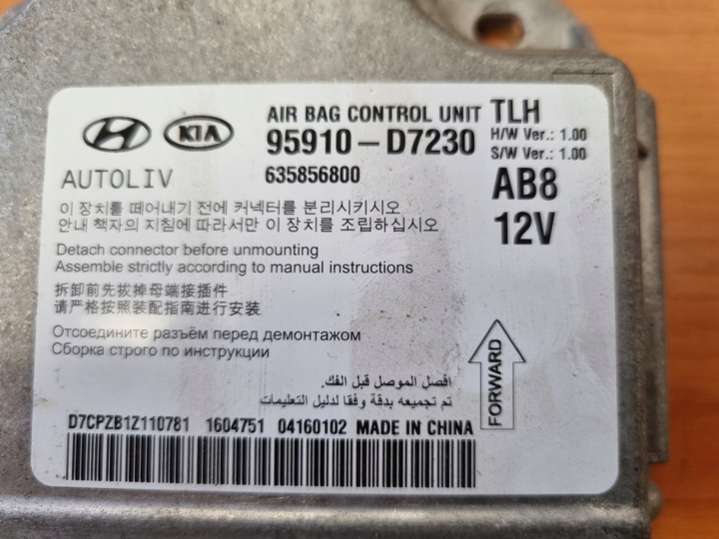 KIA
AIR BAG CONTROL UNIT TLH
95910-D7230
H/W Ver.: 1.00
S/W Ver.: 1.00
AUTOLIV
635856800
AB8
12V
이 장치를 떼어내기 전에 커넥터를 분리시키시오
안내 책자의 지침에 따라서만 이 장치를 조립하십시오
Detach connector before unmounting
Assemble strictly according to manual instructions
拆卸前先拔掉母端接插件
请严格按照装配指南进行安装
Отсоедините разъём перед демонтажом
Сборка строго по инструкции
افصل الموصل قبل الفك.
تم تجميعه بدقة وفقا لدليل التعليمات
FORWARD
D7CPZB1Z110781 1604751 04160102 MADE IN CHINA